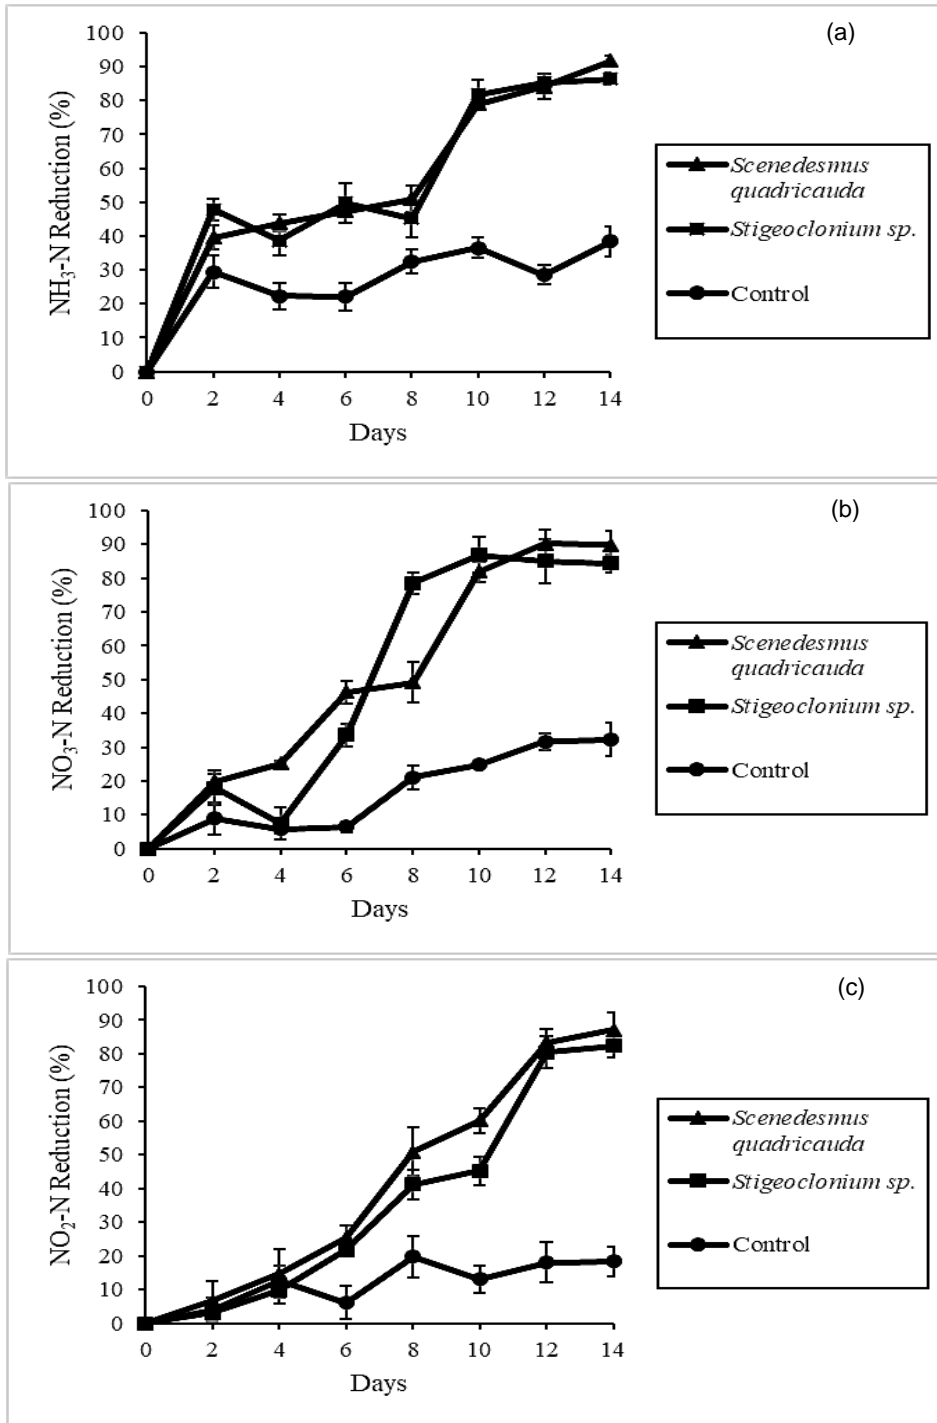 (a)
100
90
80
70
60
50
40
30
20
10
0
NH3-N Reduction (%)
0 2 4 6 8 10 12 14
Days
Scenedesmus
quadricauda
Stigeoclonium sp.
Control
(b)
100
90
80
70
60
50
40
30
20
10
0
NO3-N Reduction (%)
0 2 4 6 8 10 12 14
Days
Scenedesmus
quadricauda
Stigeoclonium sp.
Control
(c)
100
90
80
70
60
50
40
30
20
10
0
NO2-N Reduction (%)
0 2 4 6 8 10 12 14
Days
Scenedesmus
quadricauda
Stigeoclonium sp.
Control